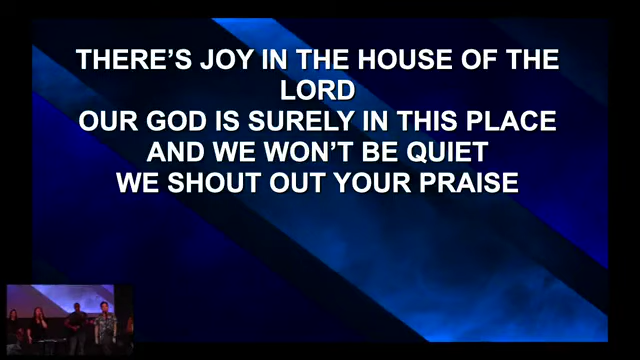 THERE’S JOY IN THE HOUSE OF THE
LORD
OUR GOD IS SURELY IN THIS PLACE
AND WE WON’T BE QUIET
WE SHOUT OUT YOUR PRAISE